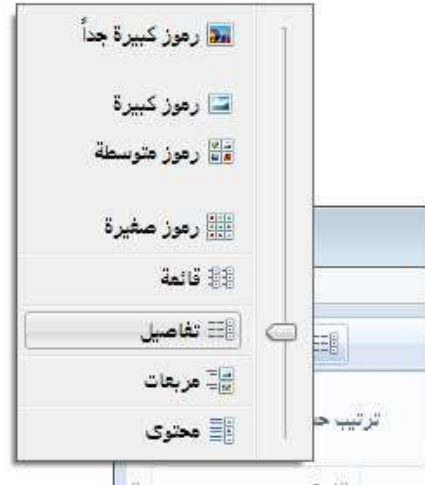 رموز كبيرة جداً
رموز كبيرة
رموز متوسطة
رموز صغيرة
قائمة
تفاصيل
مربعات
محتوى
ترتيب